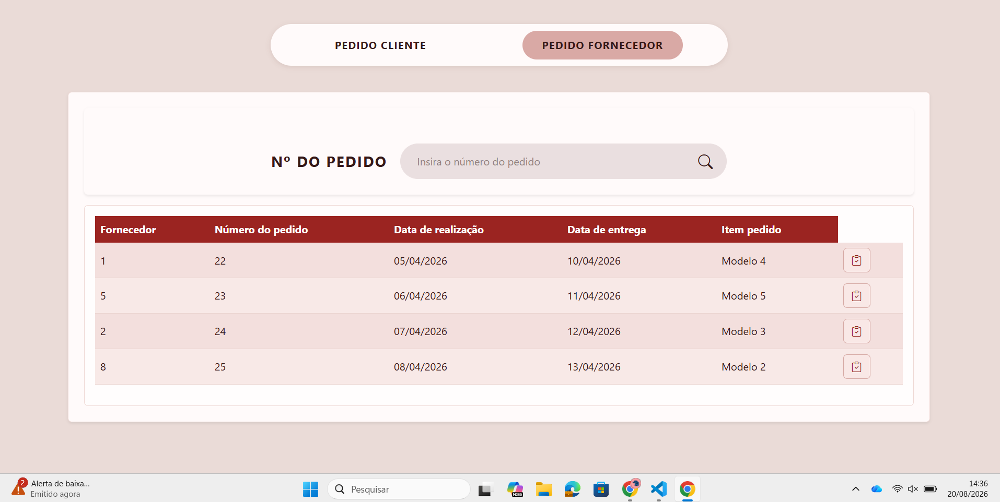 PEDIDO CLIENTE PEDIDO FORNECEDOR
Nº DO PEDIDO Insira o número do pedido
Fornecedor Número do pedido Data de realização Data de entrega Item pedido
1 22 05/04/2026 10/04/2026 Modelo 4
5 23 06/04/2026 11/04/2026 Modelo 5
2 24 07/04/2026 12/04/2026 Modelo 3
8 25 08/04/2026 13/04/2026 Modelo 2
2 Alerta de baixa...
Emitido agora
Pesquisar
M365
14:36
20/08/2026